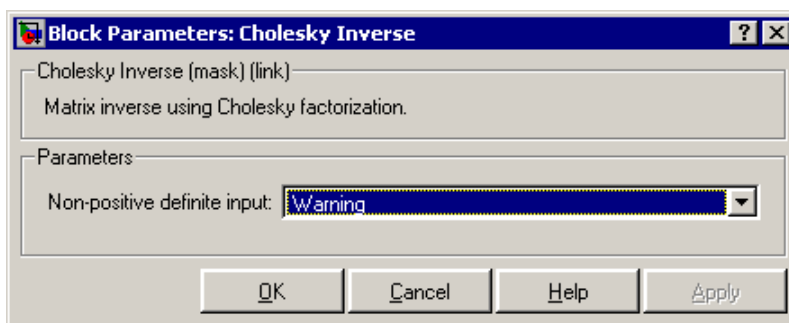 Block Parameters: Cholesky Inverse
Cholesky Inverse (mask) (link)
Matrix inverse using Cholesky factorization.
Parameters
Non-positive definite input: Warning
OK Cancel Help Apply